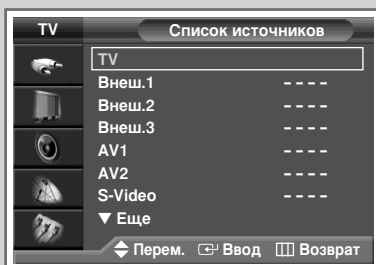 TV Список источников
TV
Внеш.1 ----
Внеш.2 ----
Внеш.3 ----
AV1 ----
AV2 ----
S-Video ----
▼ Еще
Перем. Ввод Возврат